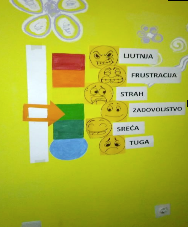 LJUTNJA
FRUSTRACIJA
STRAH
ZADOVOLJSTVO
SREĆA
TUGA